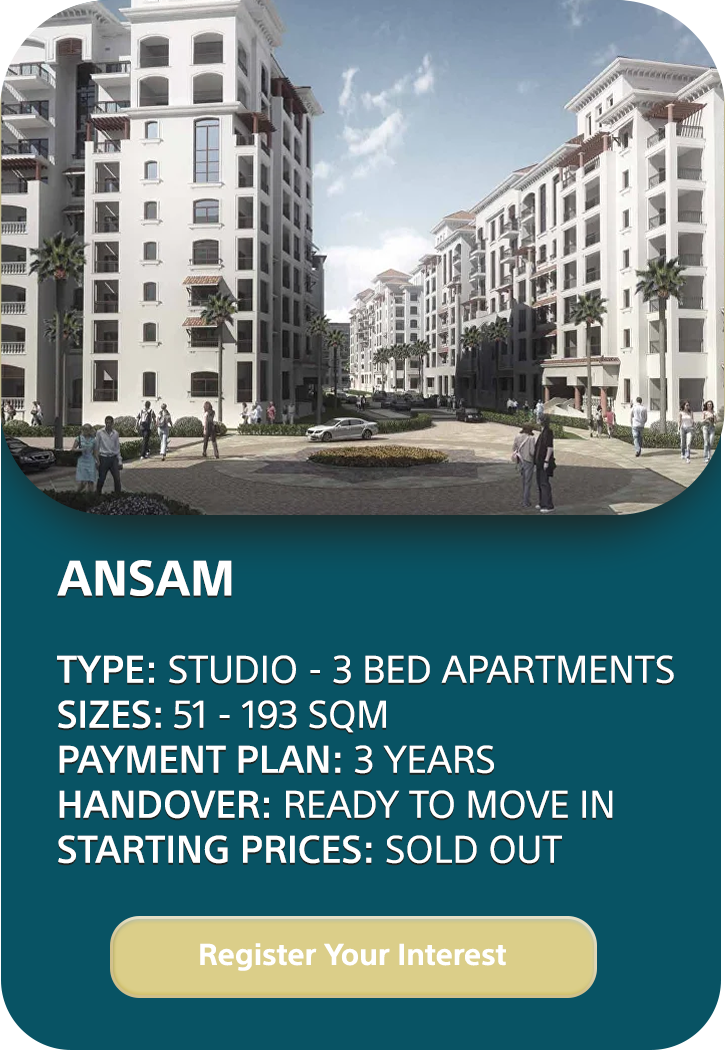 ANSAM
TYPE: STUDIO - 3 BED APARTMENTS
SIZES: 51 - 193 SQM
PAYMENT PLAN: 3 YEARS
HANDOVER: READY TO MOVE IN
STARTING PRICES: SOLD OUT
Register Your Interest